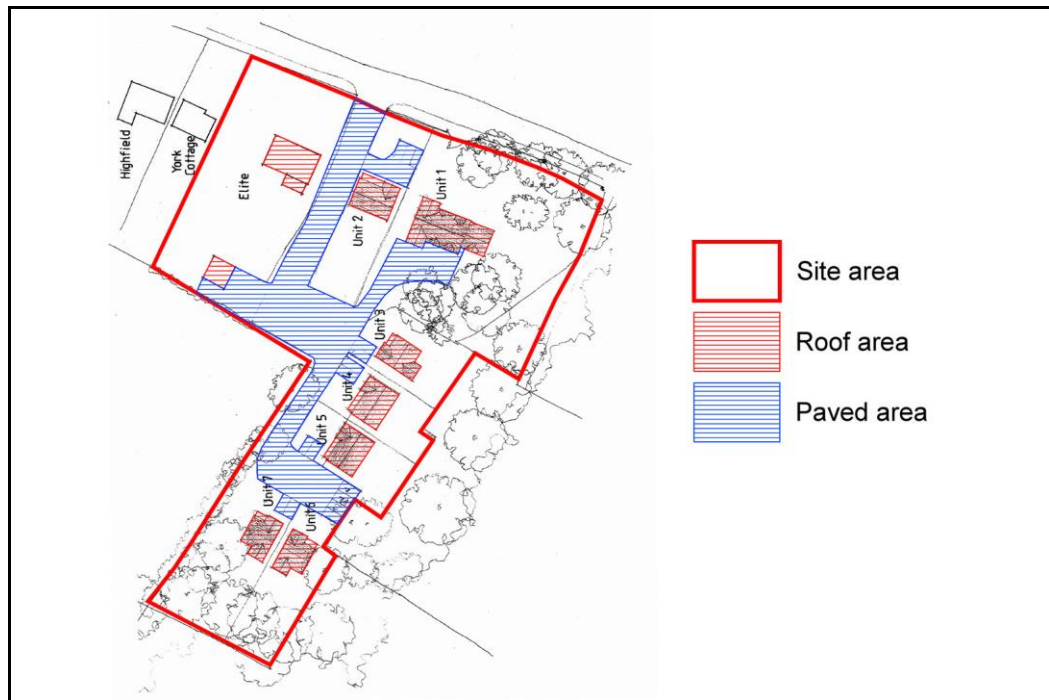 Highfield
York
Cottage
Elite
Unit 2
Unit 1
Unit 3
Unit 4
Unit 5
Unit 7
Unit 6
Site area
Roof area
Paved area